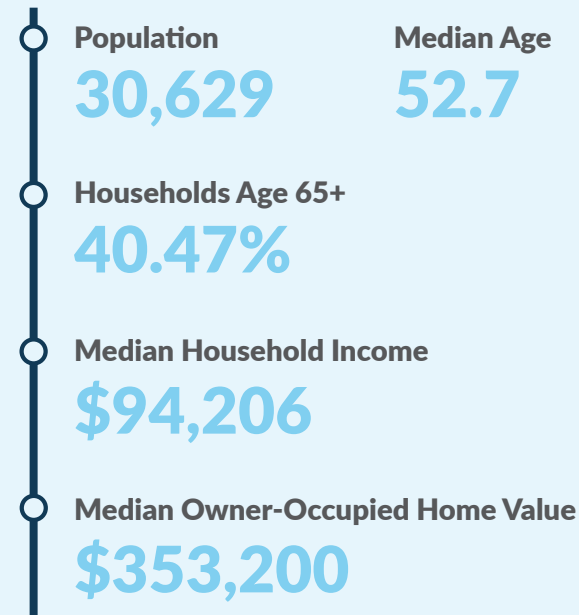 Population
Median Age
30,629
52.7
Households Age 65+
40.47%
Median Household Income
$94,206
Median Owner-Occupied Home Value
$353,200